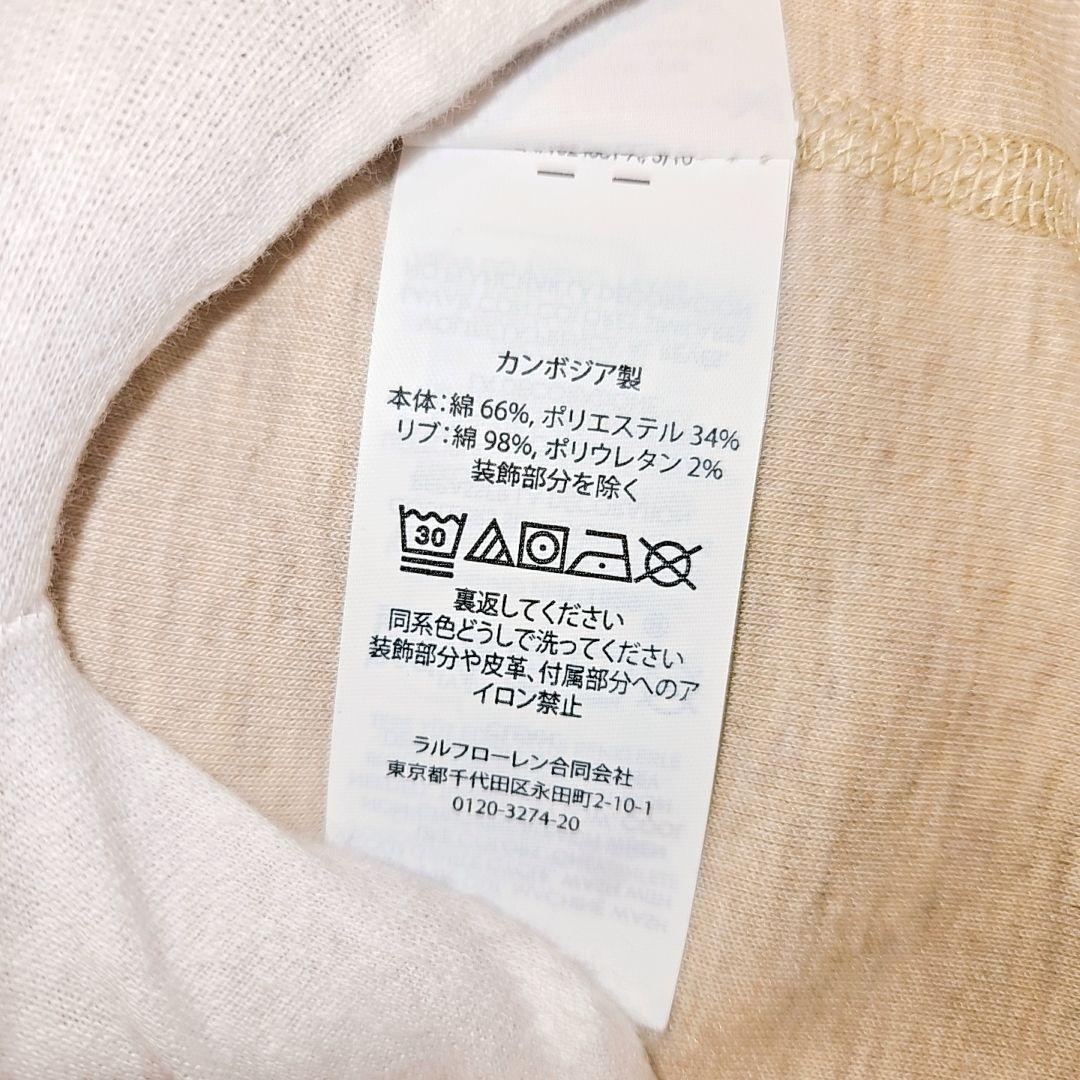 カンボジア製
本体：綿 66%, ポリエステル 34%
リブ：綿 98%, ポリウレタン 2%
装飾部分を除く
30
裏返してください
同系色どうしで洗ってください
装飾部分や皮革、付属部分へのア
イロン禁止
ラルフローレン合同会社
東京都千代田区永田町2-10-1
0120-3274-20